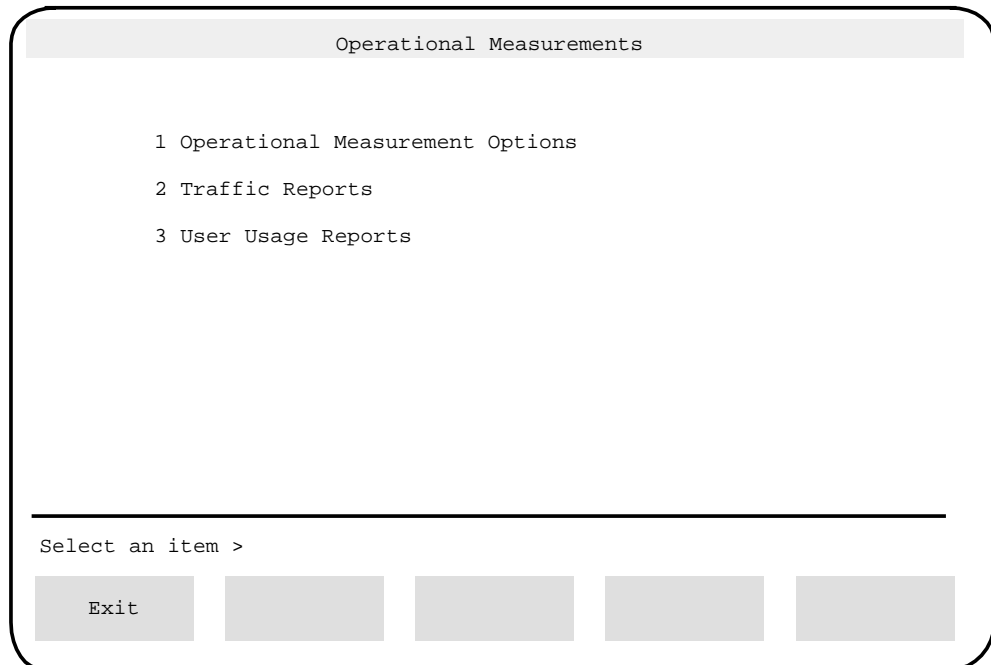 Operational Measurements
1 Operational Measurement Options
2 Traffic Reports
3 User Usage Reports
Select an item >
Exit